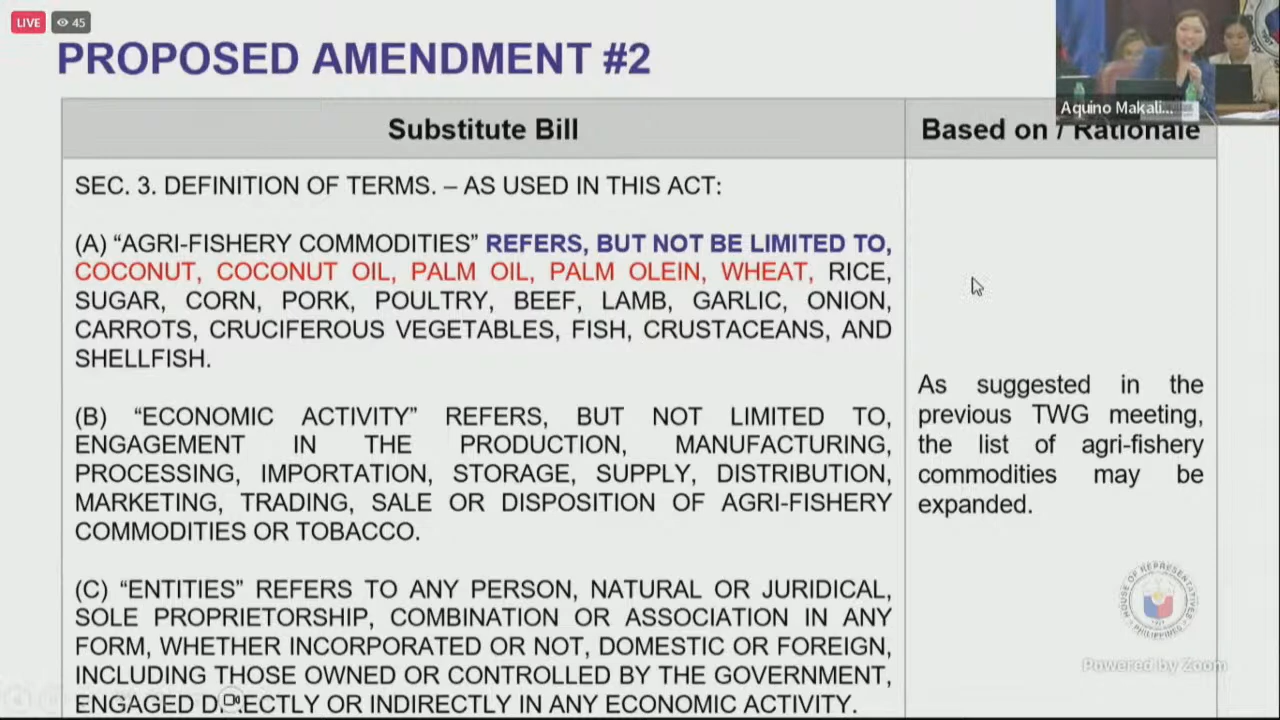 LIVE
45
PROPOSED AMENDMENT #2
Aquino Makali...
Substitute Bill
Based on / Rationale
SEC. 3. DEFINITION OF TERMS. – AS USED IN THIS ACT:
(A) “AGRI-FISHERY COMMODITIES” REFERS, BUT NOT BE LIMITED TO,
COCONUT, COCONUT OIL, PALM OIL, PALM OLEIN, WHEAT, RICE,
SUGAR, CORN, PORK, POULTRY, BEEF, LAMB, GARLIC, ONION,
CARROTS, CRUCIFEROUS VEGETABLES, FISH, CRUSTACEANS, AND
SHELLFISH.
(B) “ECONOMIC ACTIVITY” REFERS, BUT NOT LIMITED TO,
ENGAGEMENT IN THE PRODUCTION, MANUFACTURING,
PROCESSING, IMPORTATION, STORAGE, SUPPLY, DISTRIBUTION,
MARKETING, TRADING, SALE OR DISPOSITION OF AGRI-FISHERY
COMMODITIES OR TOBACCO.
(C) “ENTITIES” REFERS TO ANY PERSON, NATURAL OR JURIDICAL,
SOLE PROPRIETORSHIP, COMBINATION OR ASSOCIATION IN ANY
FORM, WHETHER INCORPORATED OR NOT, DOMESTIC OR FOREIGN,
INCLUDING THOSE OWNED OR CONTROLLED BY THE GOVERNMENT,
ENGAGED D ECTLY OR INDIRECTLY IN ANY ECONOMIC ACTIVITY.
As suggested in the
previous TWG meeting,
the list of agri-fishery
commodities may be
expanded.
HOUSE OF REPRESENTATIVES
PHILIPPINES
Powered by Zoom